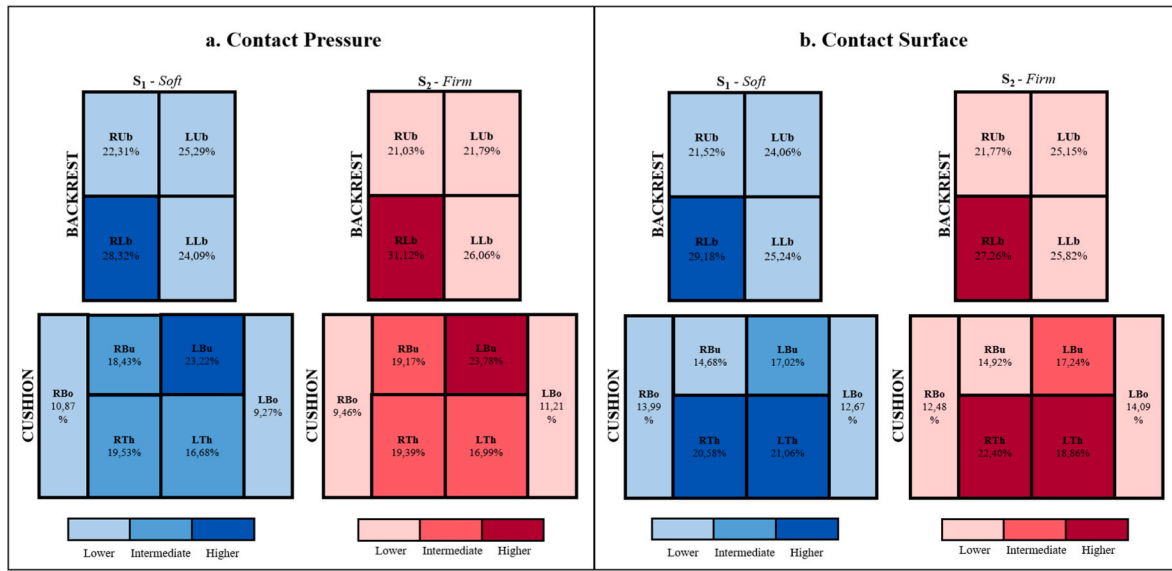 a. Contact Pressure
S1 - Soft
S2 - Firm
BACKREST
RUb
22,31%
LUb
25,29%
RLb
28,32%
LLb
24,09%
BACKREST
RUb
21,03%
LUb
21,79%
RLb
31,12%
LLb
26,06%
CUSHION
RBo
10,87
%
RBu
18,43%
LBu
23,22%
RTh
19,53%
LTh
16,68%
LBo
9,27%
CUSHION
RBo
9,46%
RBu
19,17%
LBu
23,78%
RTh
19,39%
LTh
16,99%
LBo
11,21
%
Lower Intermediate Higher
Lower Intermediate Higher
b. Contact Surface
S1 - Soft
S2 - Firm
BACKREST
RUb
21,52%
LUb
24,06%
RLb
29,18%
LLb
25,24%
BACKREST
RUb
21,77%
LUb
25,15%
RLb
27,26%
LLb
25,82%
CUSHION
RBo
13,99
%
RBu
14,68%
LBu
17,02%
RTh
20,58%
LTh
21,06%
LBo
12,67
%
CUSHION
RBo
12,48
%
RBu
14,92%
LBu
17,24%
RTh
22,40%
LTh
18,86%
LBo
14,09
%
Lower Intermediate Higher
Lower Intermediate Higher